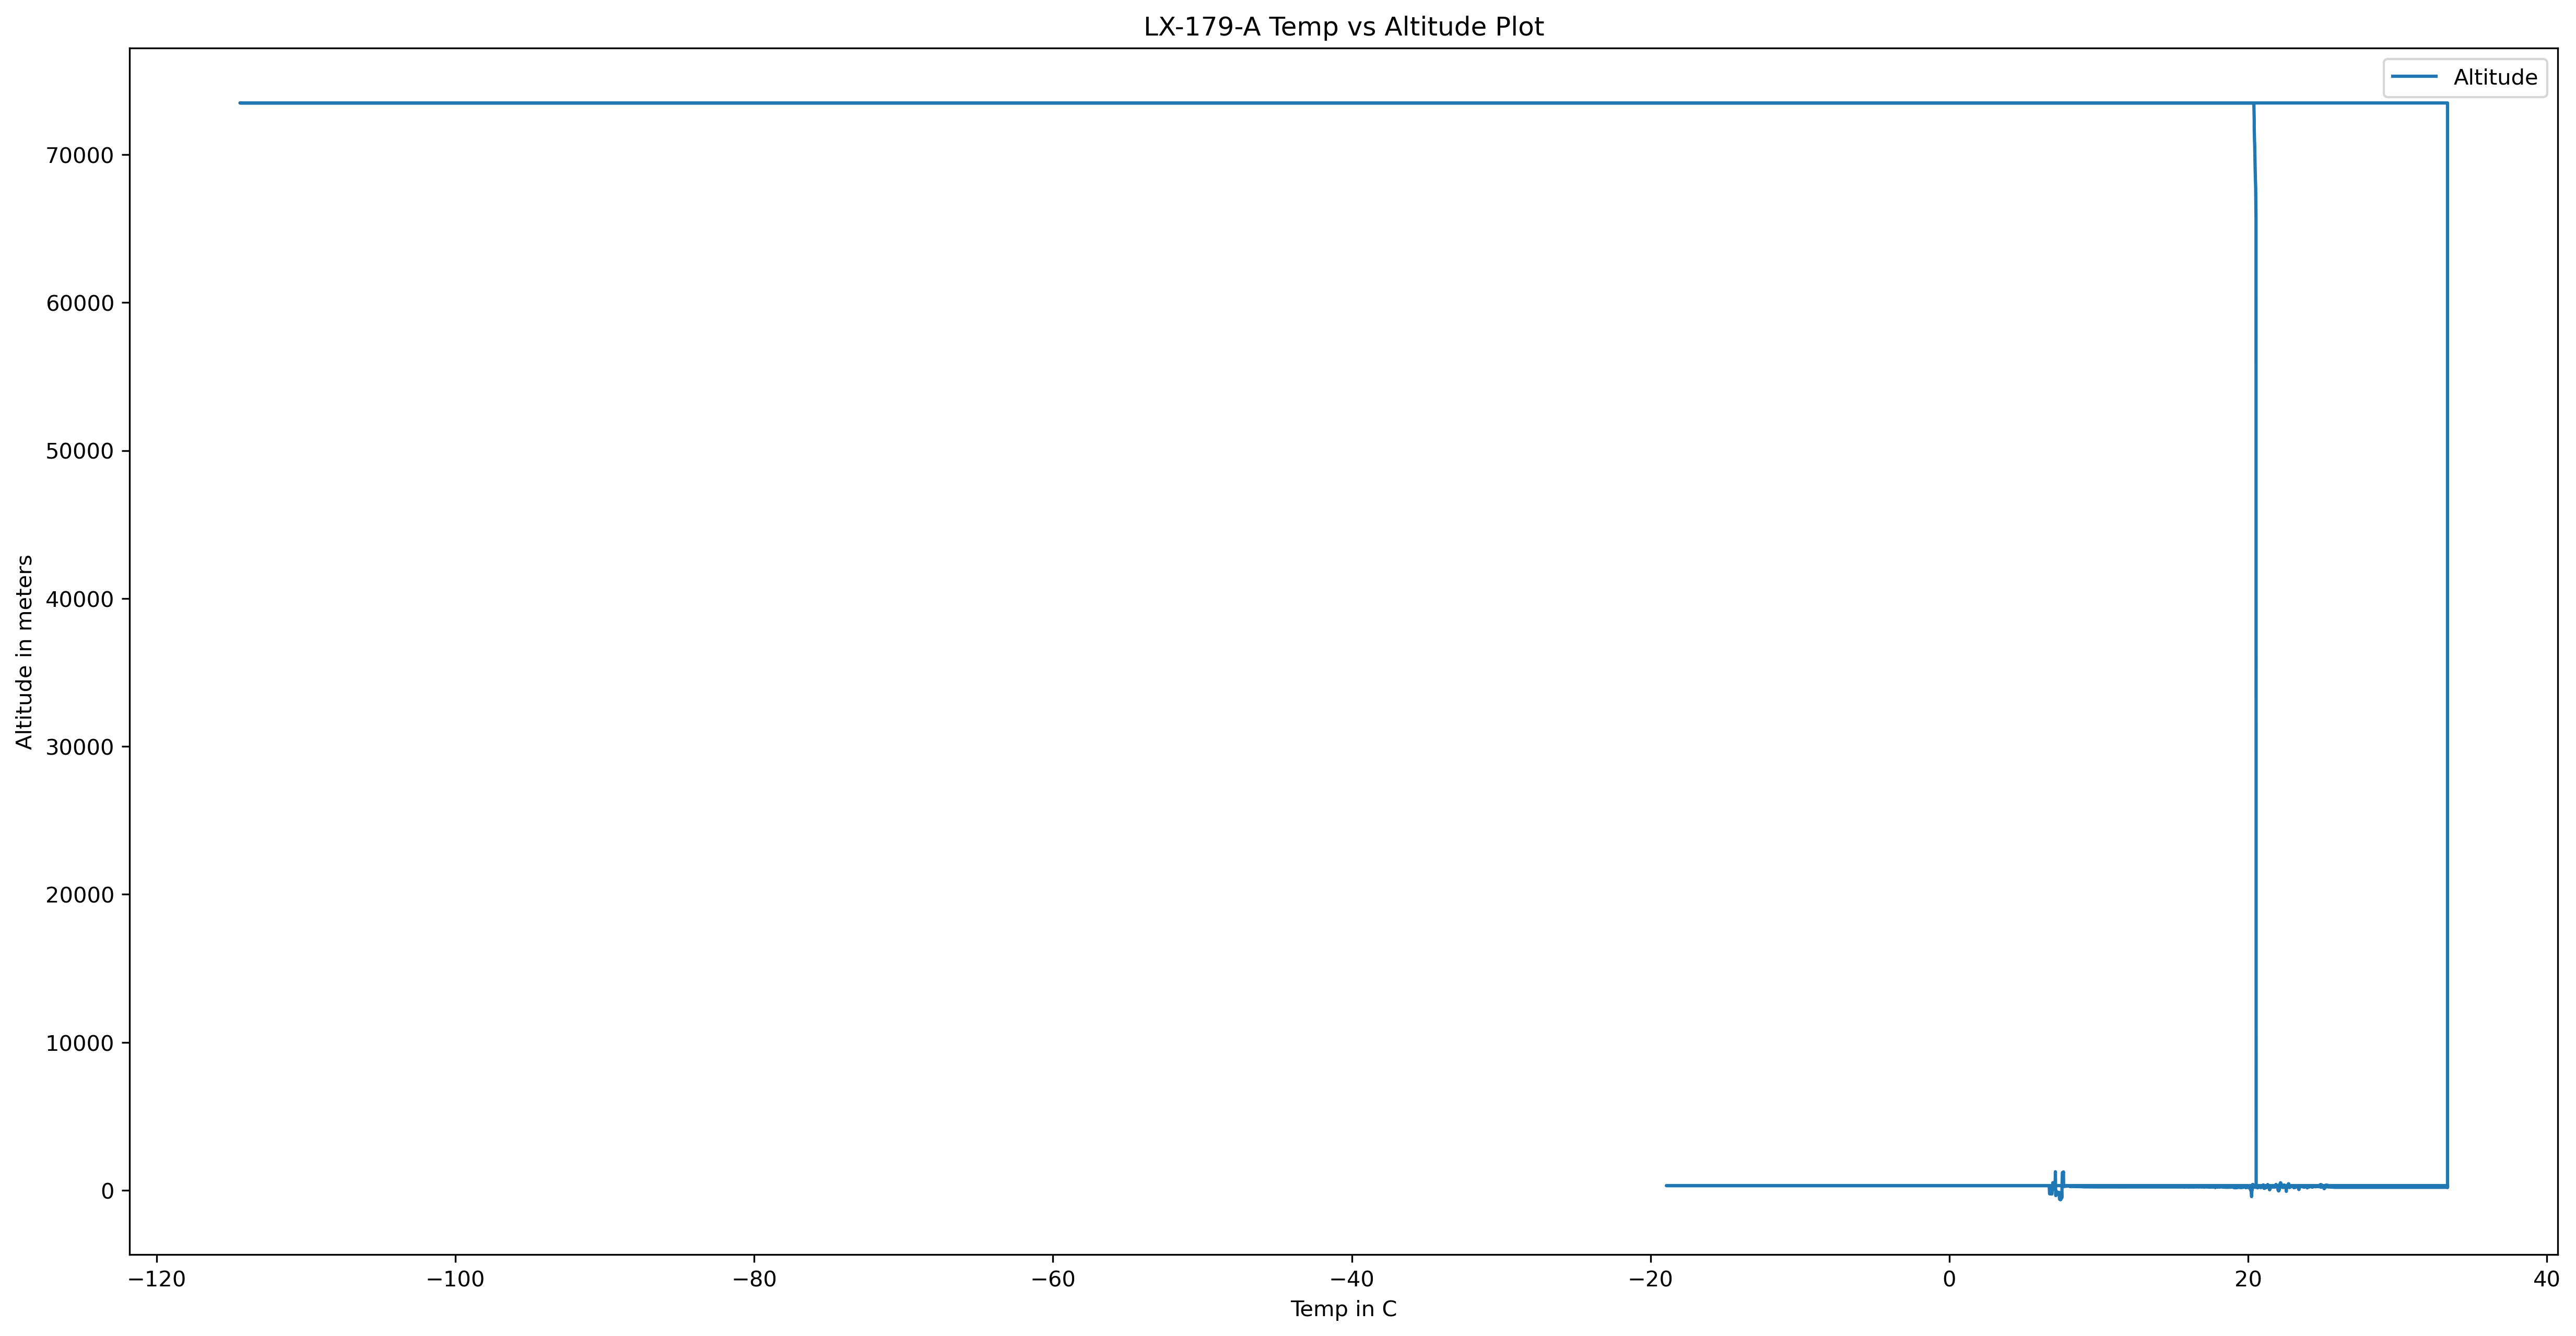 LX-179-A Temp vs Altitude Plot
Altitude
70000
60000
50000
40000
30000
20000
10000
0
Altitude in meters
−120 −100 −80 −60 −40 −20 0 20 40
Temp in C